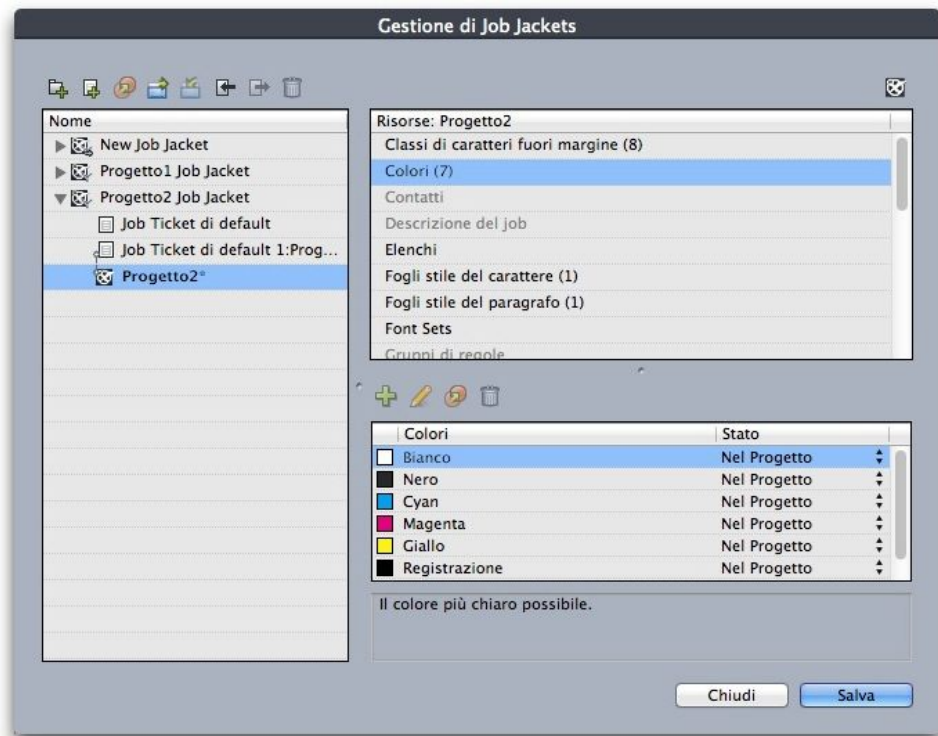 Gestione di Job Jackets
Nome
New Job Jacket
Progetto1 Job Jacket
Progetto2 Job Jacket
Job Ticket di default
Job Ticket di default 1:Prog...
Progetto2*
Risorse: Progetto2
Classi di caratteri fuori margine (8)
Colori (7)
Contatti
Descrizione del job
Elenchi
Fogli stile del carattere (1)
Fogli stile del paragrafo (1)
Font Sets
Gruppi di regole
Colori Stato
Bianco Nel Progetto
Nero Nel Progetto
Cyan Nel Progetto
Magenta Nel Progetto
Giallo Nel Progetto
Registrazione Nel Progetto
Il colore più chiaro possibile.
Chiudi Salva